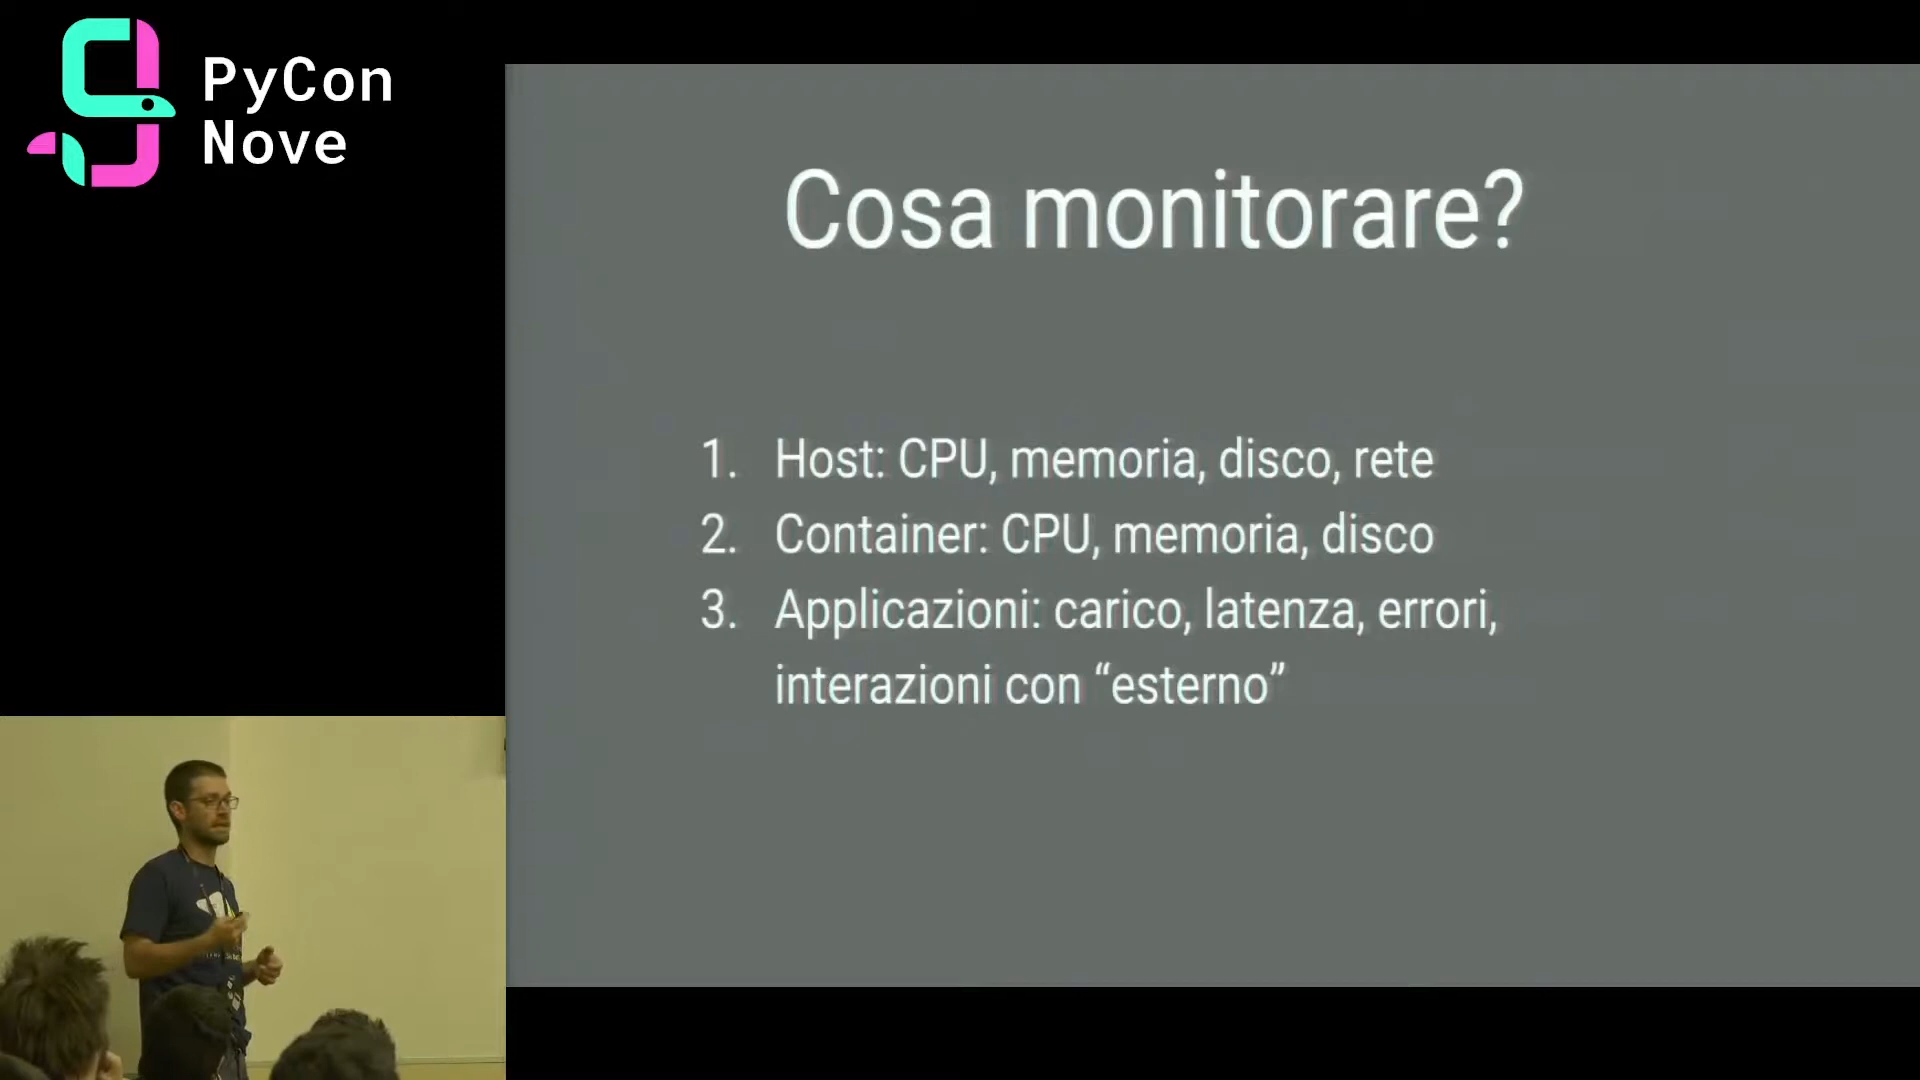 PyCon
Nove
Cosa monitorare?
1. Host: CPU, memoria, disco, rete
2. Container: CPU, memoria, disco
3. Applicazioni: carico, latenza, errori,
interazioni con “esterno”